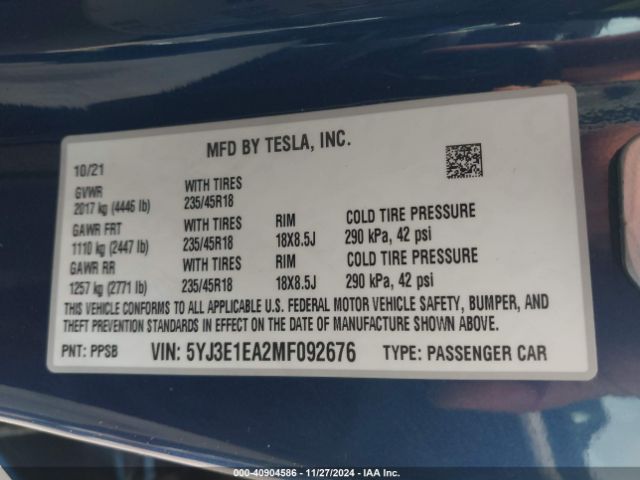 MFD BY TESLA, INC.
10/21
GVWR WITH TIRES
2017 kg (4446 lb) 235/45R18
GAWR FRT WITH TIRES RIM COLD TIRE PRESSURE
1110 kg (2447 lb) 235/45R18 18X8.5J 290 kPa, 42 psi
GAWR RR WITH TIRES RIM COLD TIRE PRESSURE
1257 kg (2771 lb) 235/45R18 18X8.5J 290 kPa, 42 psi
THIS VEHICLE CONFORMS TO ALL APPLICABLE U.S. FEDERAL MOTOR VEHICLE SAFETY, BUMPER, AND
THEFT PREVENTION STANDARDS IN EFFECT ON THE DATE OF MANUFACTURE SHOWN ABOVE.
PNT: PPSB VIN: 5YJ3E1EA2MF092676 TYPE: PASSENGER CAR
000-40904586 - 11/27/2024 - IAA Inc.